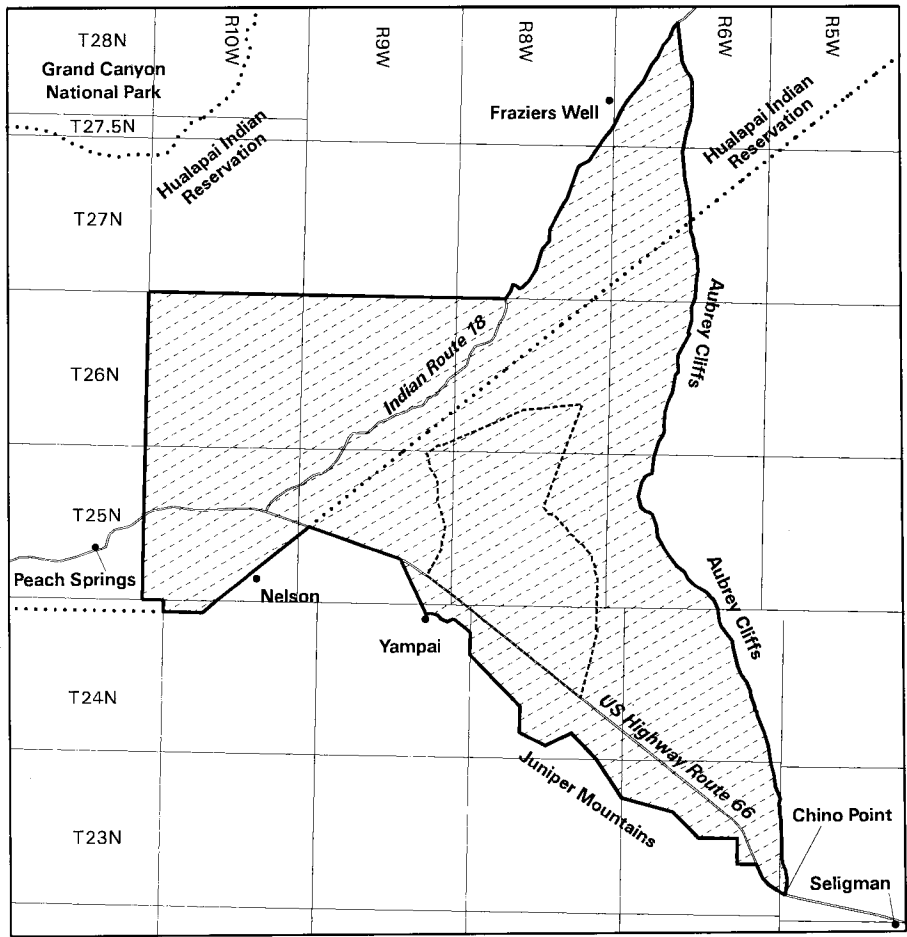 T28N
R10W
R9W
R8W
R6W
R5W
Grand Canyon
National Park
Fraziers Well
T27.5N
Hualapai Indian
Reservation
Hualapai Indian
Reservation
T27N
Aubrey Cliffs
Indian Route 18
T26N
T25N
Peach Springs
Nelson
Aubrey Cliffs
Yampai
T24N
US Highway Route 66
Juniper Mountains
T23N
Chino Point
Seligman